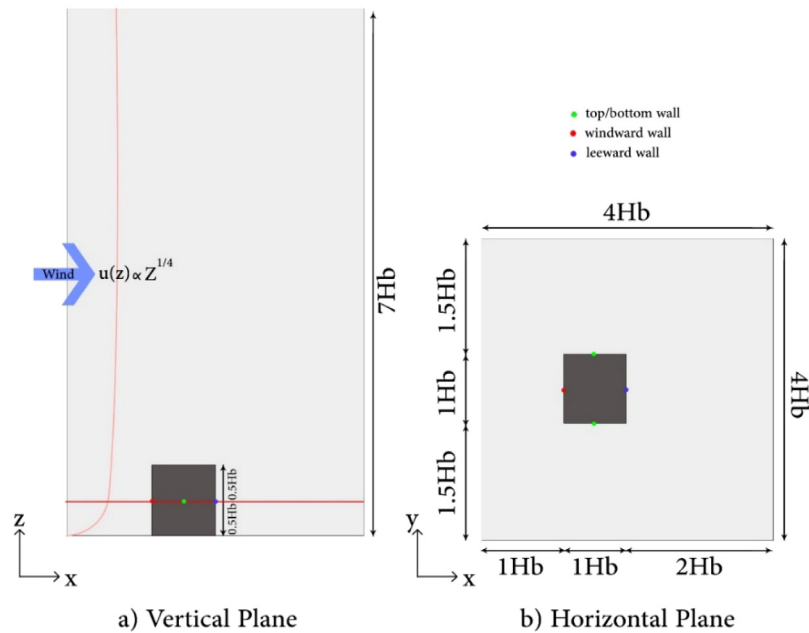 top/bottom wall
windward wall
leeward wall
4Hb
Wind
u(z)∝Z^1/4
7Hb
1.5Hb
1Hb
1.5Hb
4Hb
0.5Hb 0.5Hb
z
x
y
x
1Hb
1Hb
2Hb
a) Vertical Plane
b) Horizontal Plane